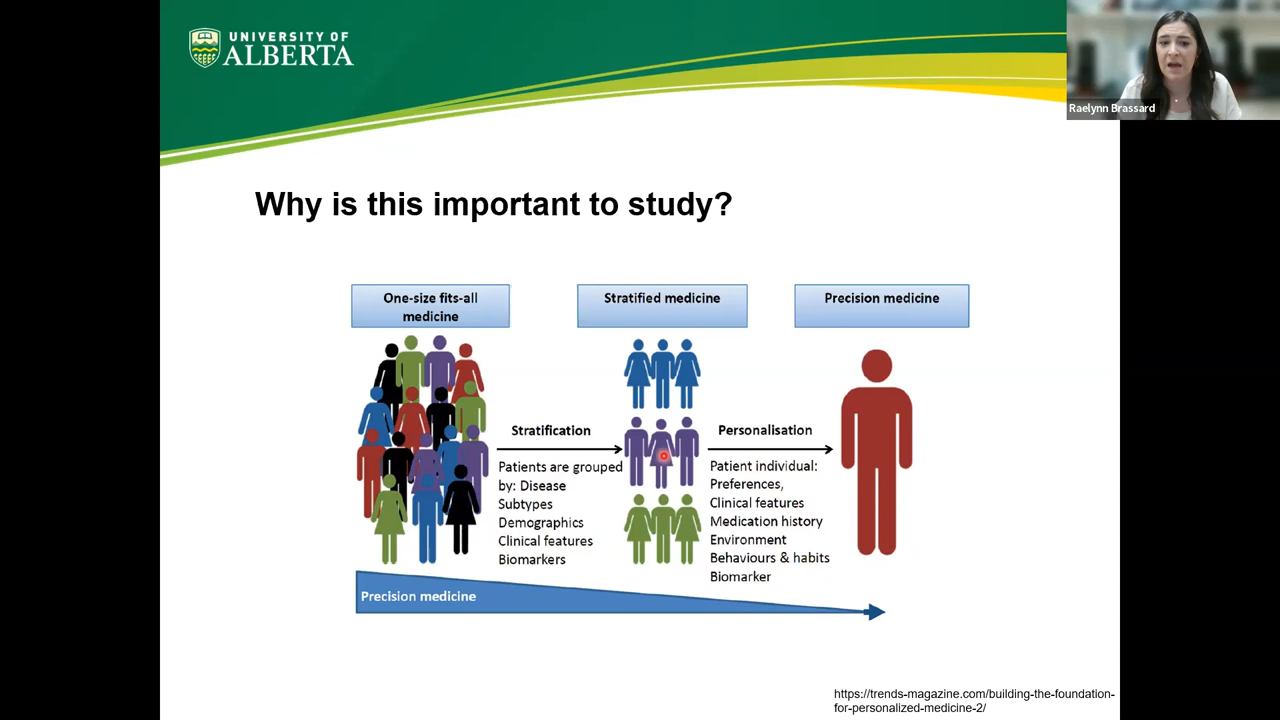 UNIVERSITY OF
ALBERTA
Raelynn Brassard
Why is this important to study?
One-size fits-all
medicine
Stratified medicine
Precision medicine
Stratification
Patients are grouped
by: Disease
Subtypes
Demographics
Clinical features
Biomarkers
Personalisation
Patient individual:
Preferences,
Clinical features
Medication history
Environment
Behaviours & habits
Biomarker
Precision medicine
https://trends-magazine.com/building-the-foundation-
for-personalized-medicine-2/